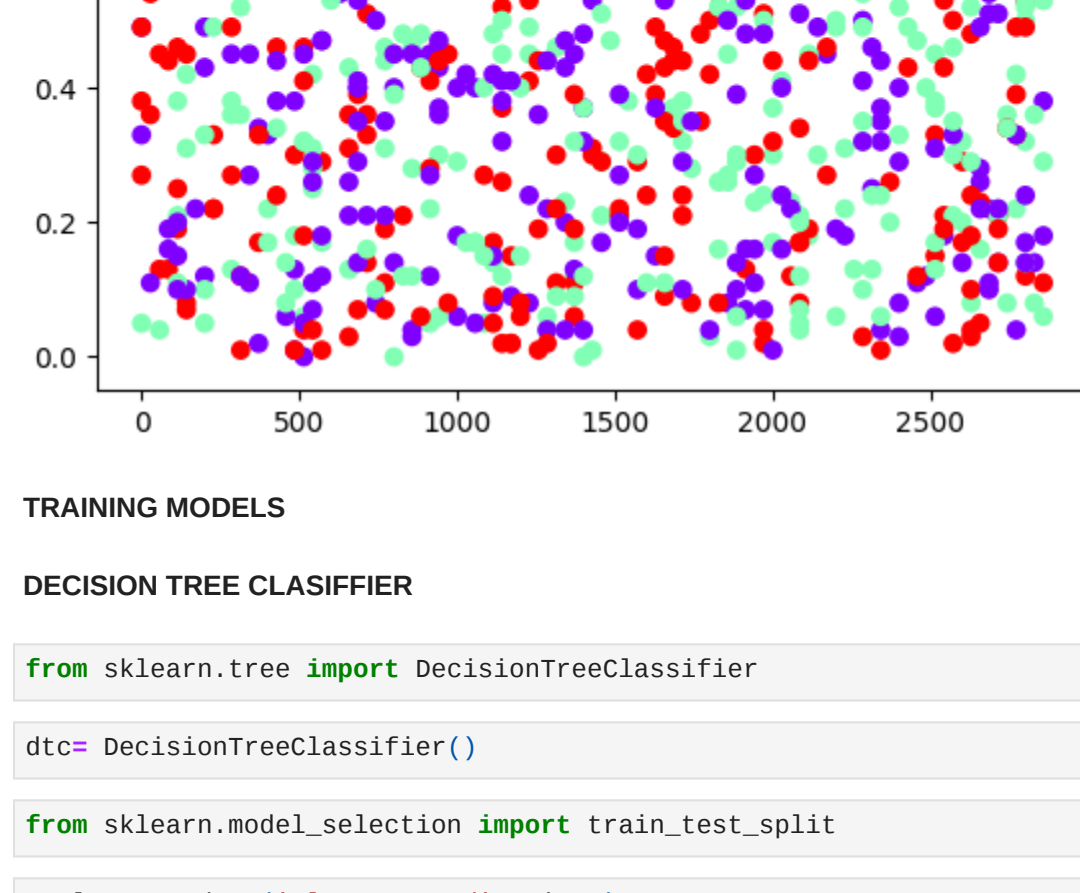 0.4
0.2
0.0
0 500 1000 1500 2000 2500
TRAINING MODELS
DECISION TREE CLASIFFIER
from sklearn.tree import DecisionTreeClassifier
dtc= DecisionTreeClassifier()
from sklearn.model_selection import train_test_split